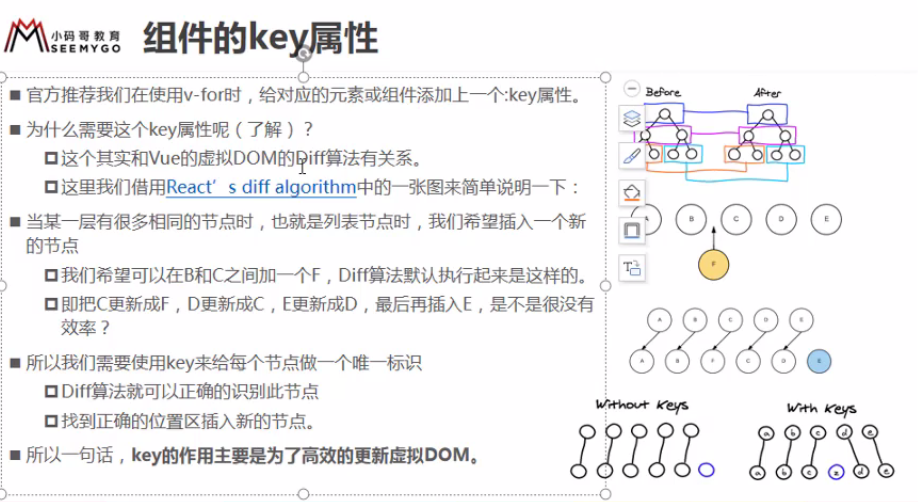 小码哥教育
SEEMYGO
组件的key属性
官方推荐我们在使用v-for时，给对应的元素或组件添加上一个:key属性。
为什么需要这个key属性呢（了解）？
这个其实和Vue的虚拟DOM的Diff算法有关系。
这里我们借用React's diff algorithm中的一张图来简单说明一下：
当某一层有很多相同的节点时，也就是列表节点时，我们希望插入一个新
的节点
我们希望可以在B和C之间加一个F，Diff算法默认执行起来是这样的。
即把C更新成F，D更新成C，E更新成D，最后再插入E，是不是很没有
效率？
所以我们需要使用key来给每个节点做一个唯一标识
Diff算法就可以正确的识别此节点
找到正确的位置区插入新的节点。
所以一句话，key的作用主要是为了高效的更新虚拟DOM。
Before After
A B C D E
F
A B C D E
A B F C D E
Without Keys
With Keys
a b c d e
a b c z d e